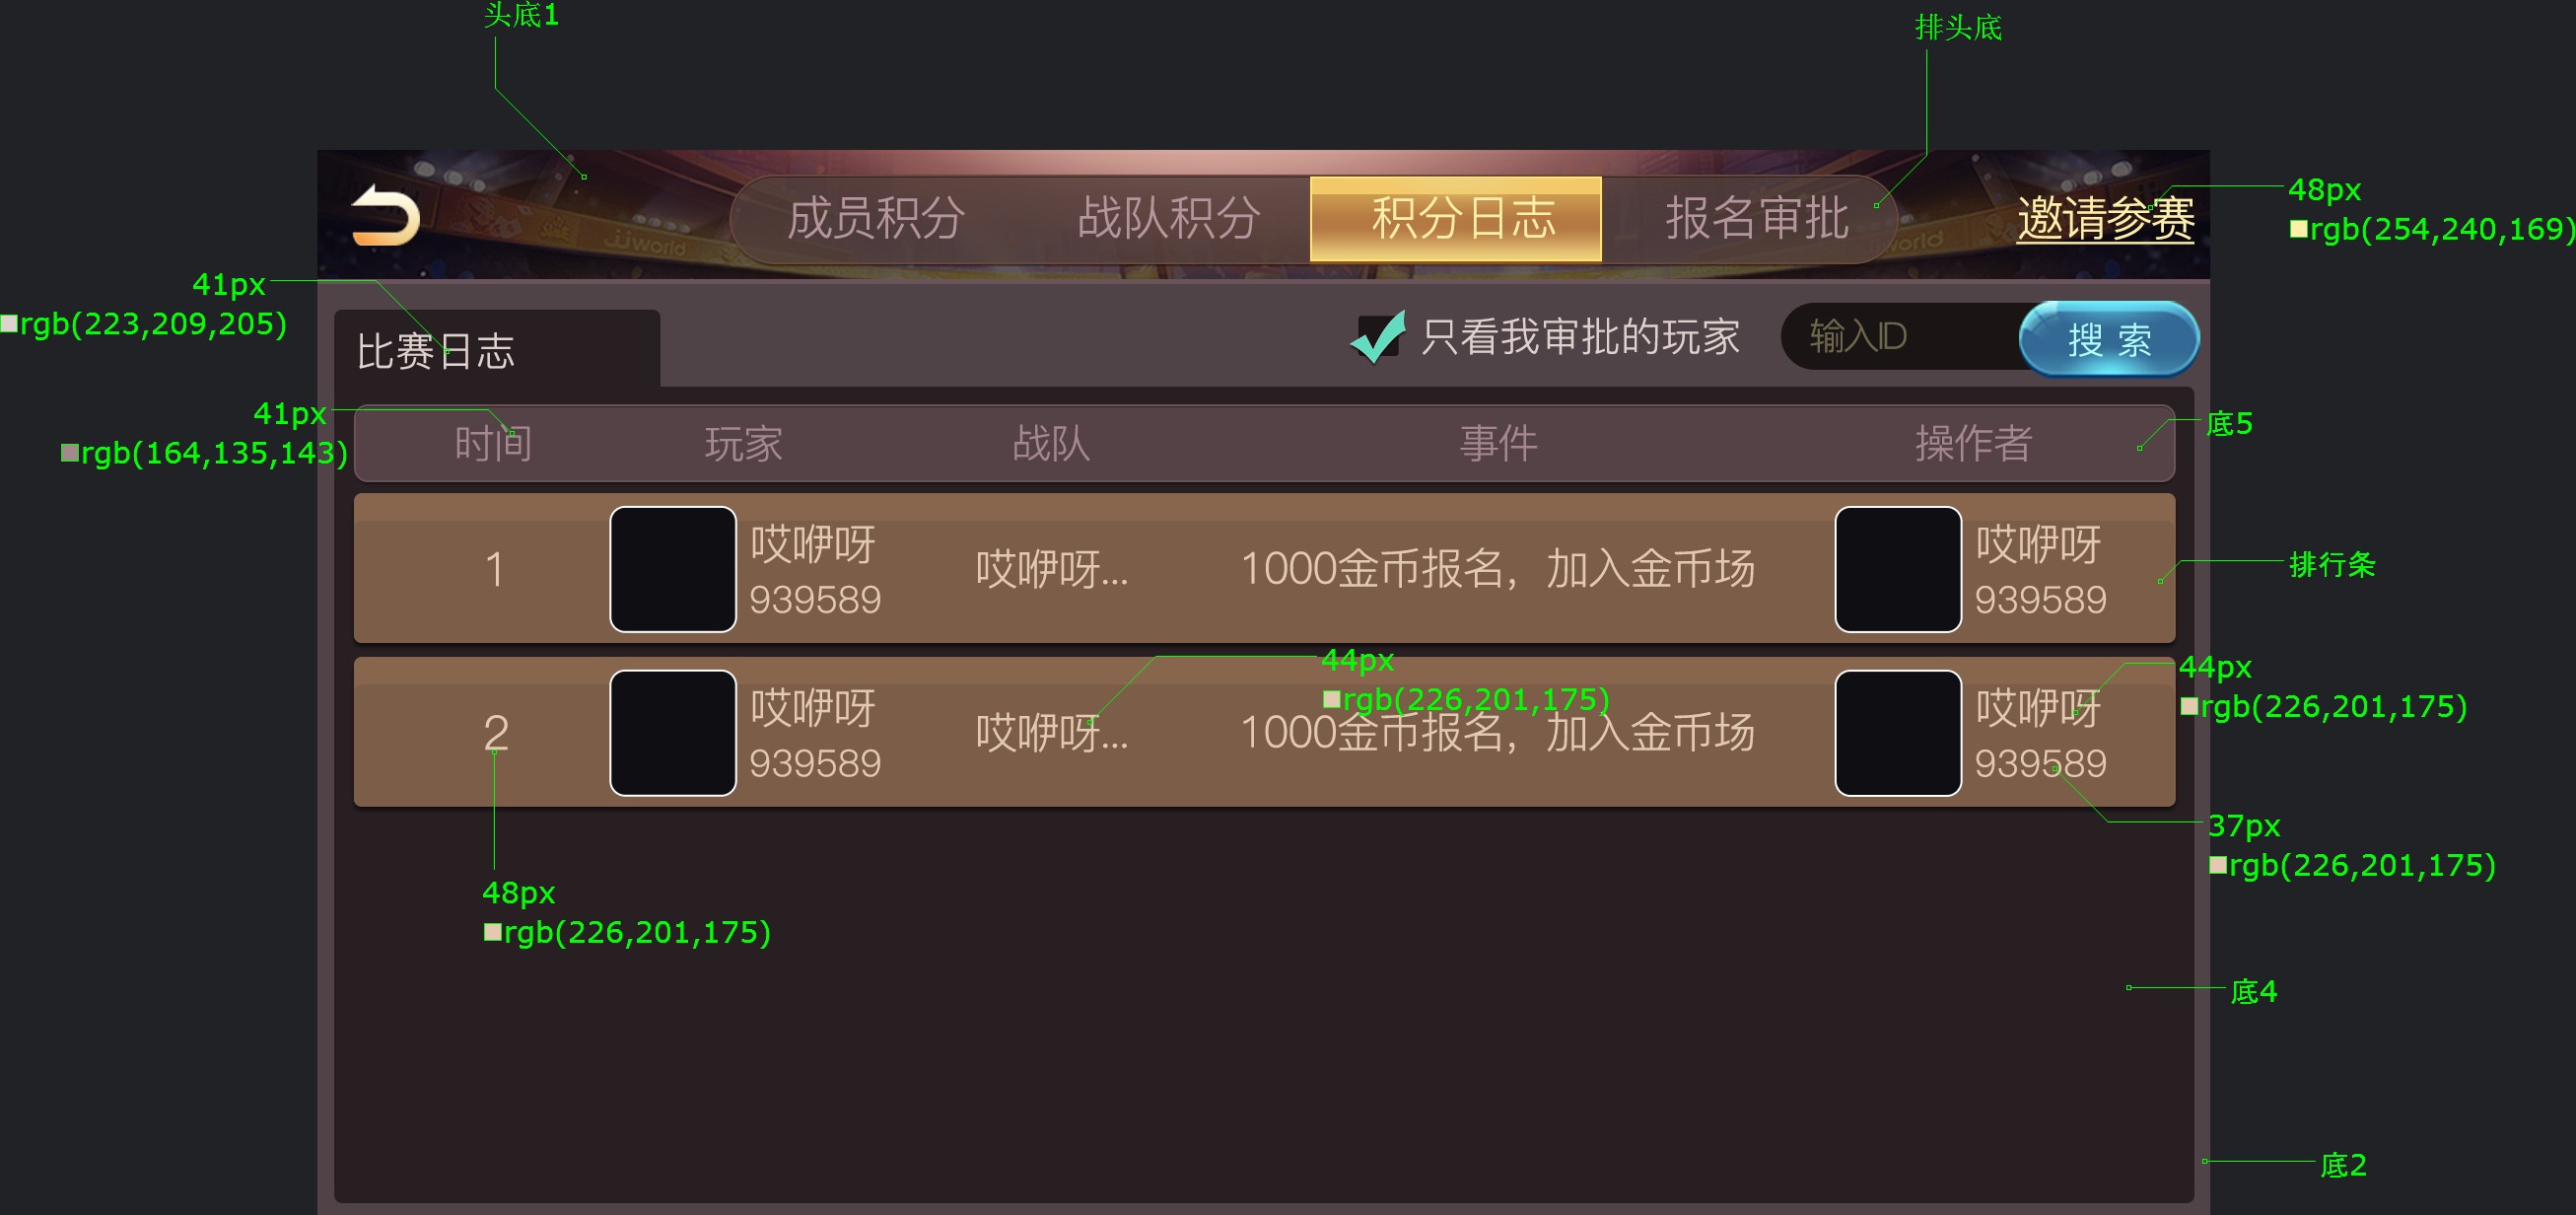 头底1
排头底
成员积分
战队积分
积分日志
报名审批
邀请参赛
48px
rgb(254,240,169)
JJworld
world
41px
rgb(223,209,205)
比赛日志
只看我审批的玩家
输入ID
搜 索
41px
rgb(164,135,143)
时间
玩家
战队
事件
操作者
底5
1
哎咿呀
939589
哎咿呀...
1000金币报名，加入金币场
哎咿呀
939589
排行条
44px
rgb(226,201,175)
44px
rgb(226,201,175)
2
哎咿呀
939589
哎咿呀...
1000金币报名，加入金币场
哎咿呀
939589
37px
rgb(226,201,175)
48px
rgb(226,201,175)
底4
底2